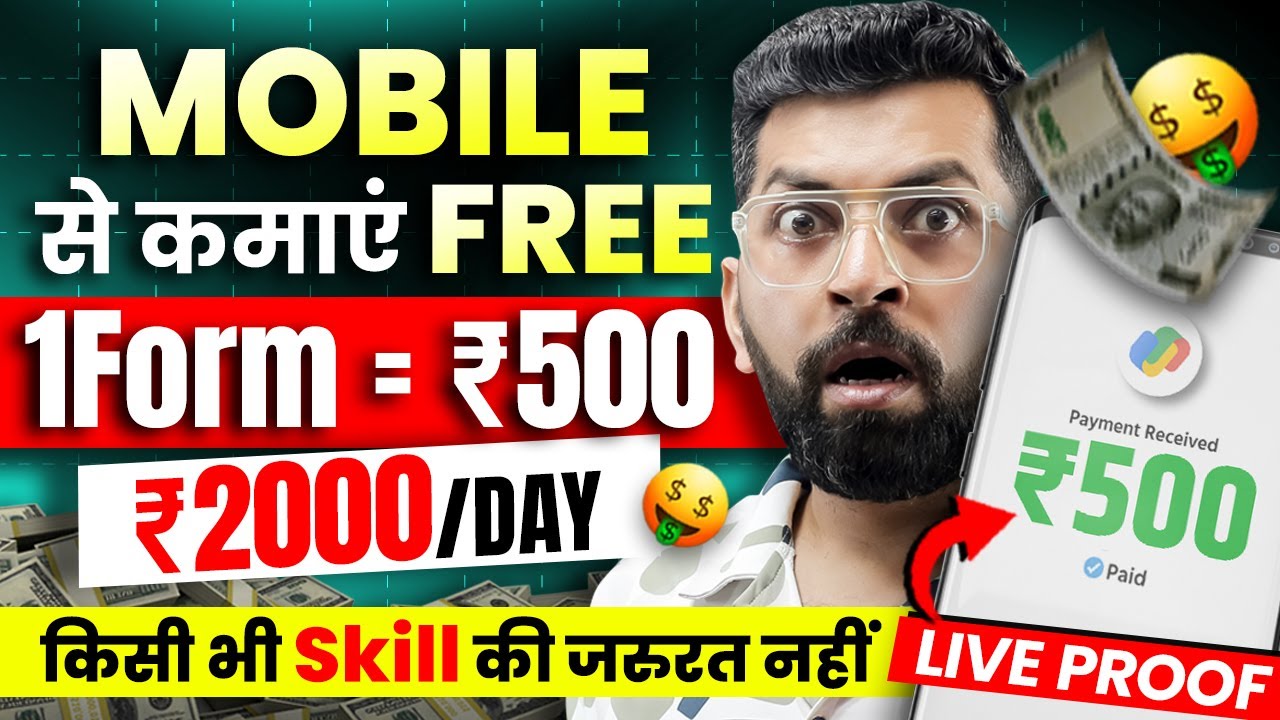 MOBILE
से कमाएं FREE
1Form = ₹500
₹2000/DAY
किसी भी Skill की जरुरत नहीं
Payment Received
₹500
Paid
LIVE PROOF